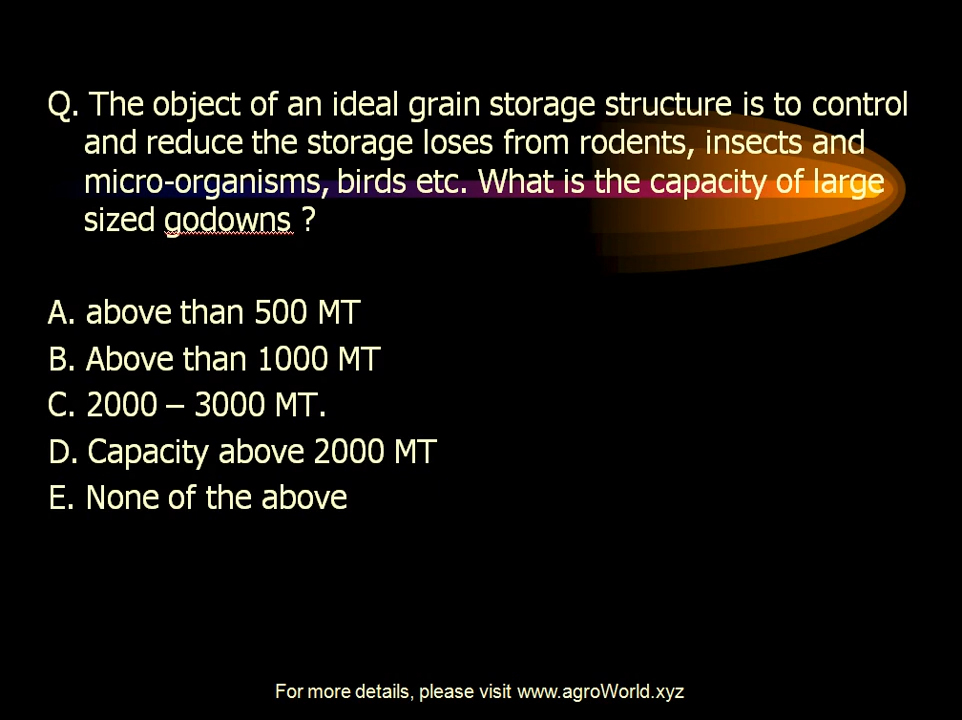 Q. The object of an ideal grain storage structure is to control
and reduce the storage loses from rodents, insects and
micro-organisms, birds etc. What is the capacity of large
sized godowns ?
A. above than 500 MT
B. Above than 1000 MT
C. 2000 – 3000 MT.
D. Capacity above 2000 MT
E. None of the above
For more details, please visit www.agroWorld.xyz